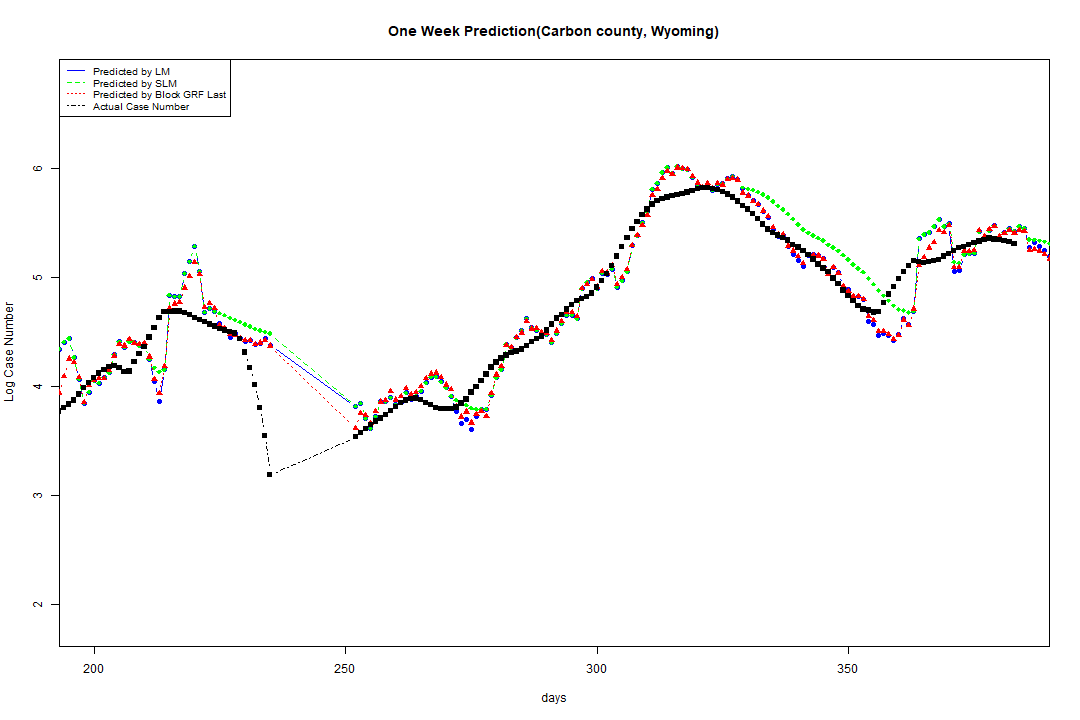 One Week Prediction(Carbon county, Wyoming)
Predicted by LM
Predicted by SLM
Predicted by Block GRF Last
Actual Case Number
Log Case Number
6
5
4
3
2
200 250 300 350
days